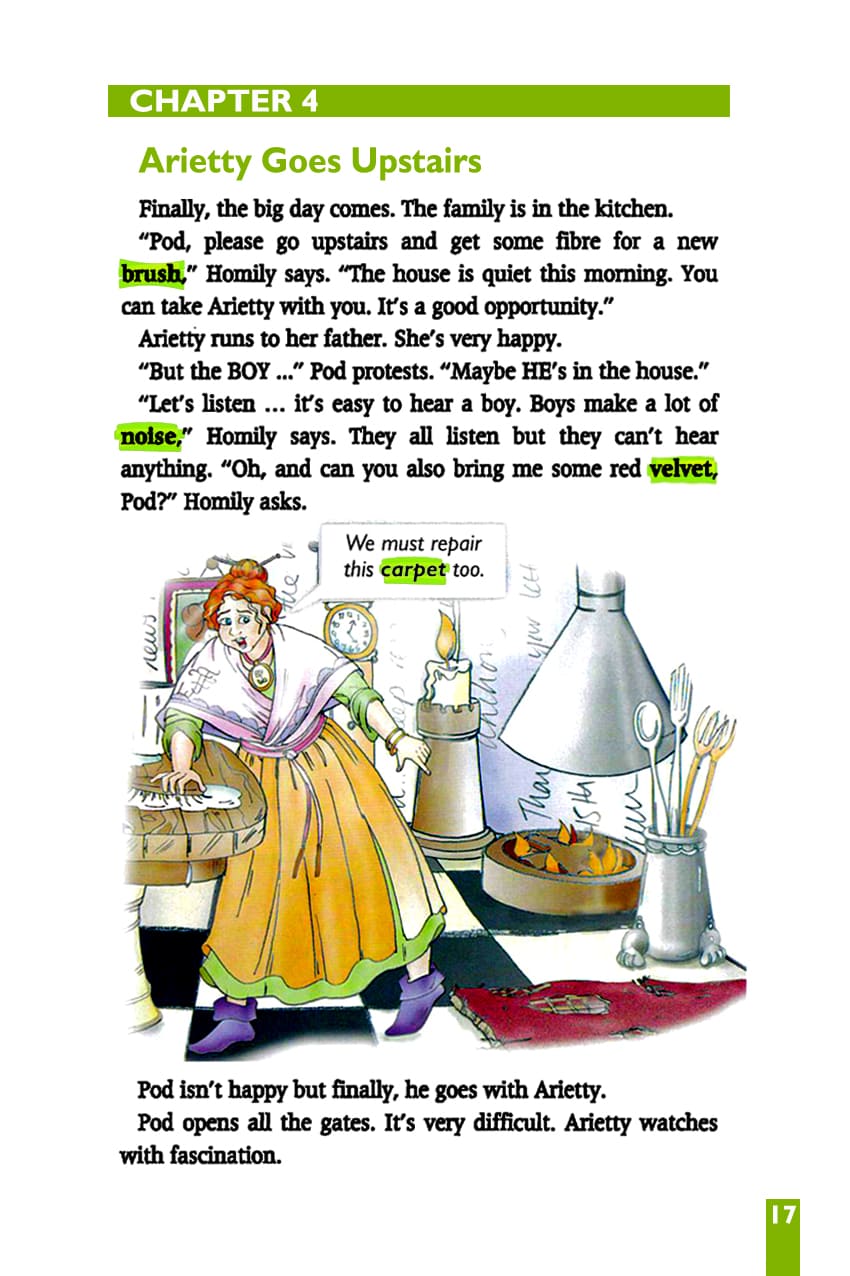 CHAPTER 4
Arietty Goes Upstairs
Finally, the big day comes. The family is in the kitchen.
“Pod, please go upstairs and get some fibre for a new
brush,” Homily says. “The house is quiet this morning. You
can take Arietty with you. It’s a good opportunity.”
Arietty runs to her father. She’s very happy.
“But the BOY ...” Pod protests. “Maybe HE’s in the house.”
“Let’s listen ... it’s easy to hear a boy. Boys make a lot of
noise,” Homily says. They all listen but they can’t hear
anything. “Oh, and can you also bring me some red velvet,
Pod?” Homily asks.
We must repair
this carpet too.
the
news
your
Than
Pod isn’t happy but finally, he goes with Arietty.
Pod opens all the gates. It’s very difficult. Arietty watches
with fascination.
17